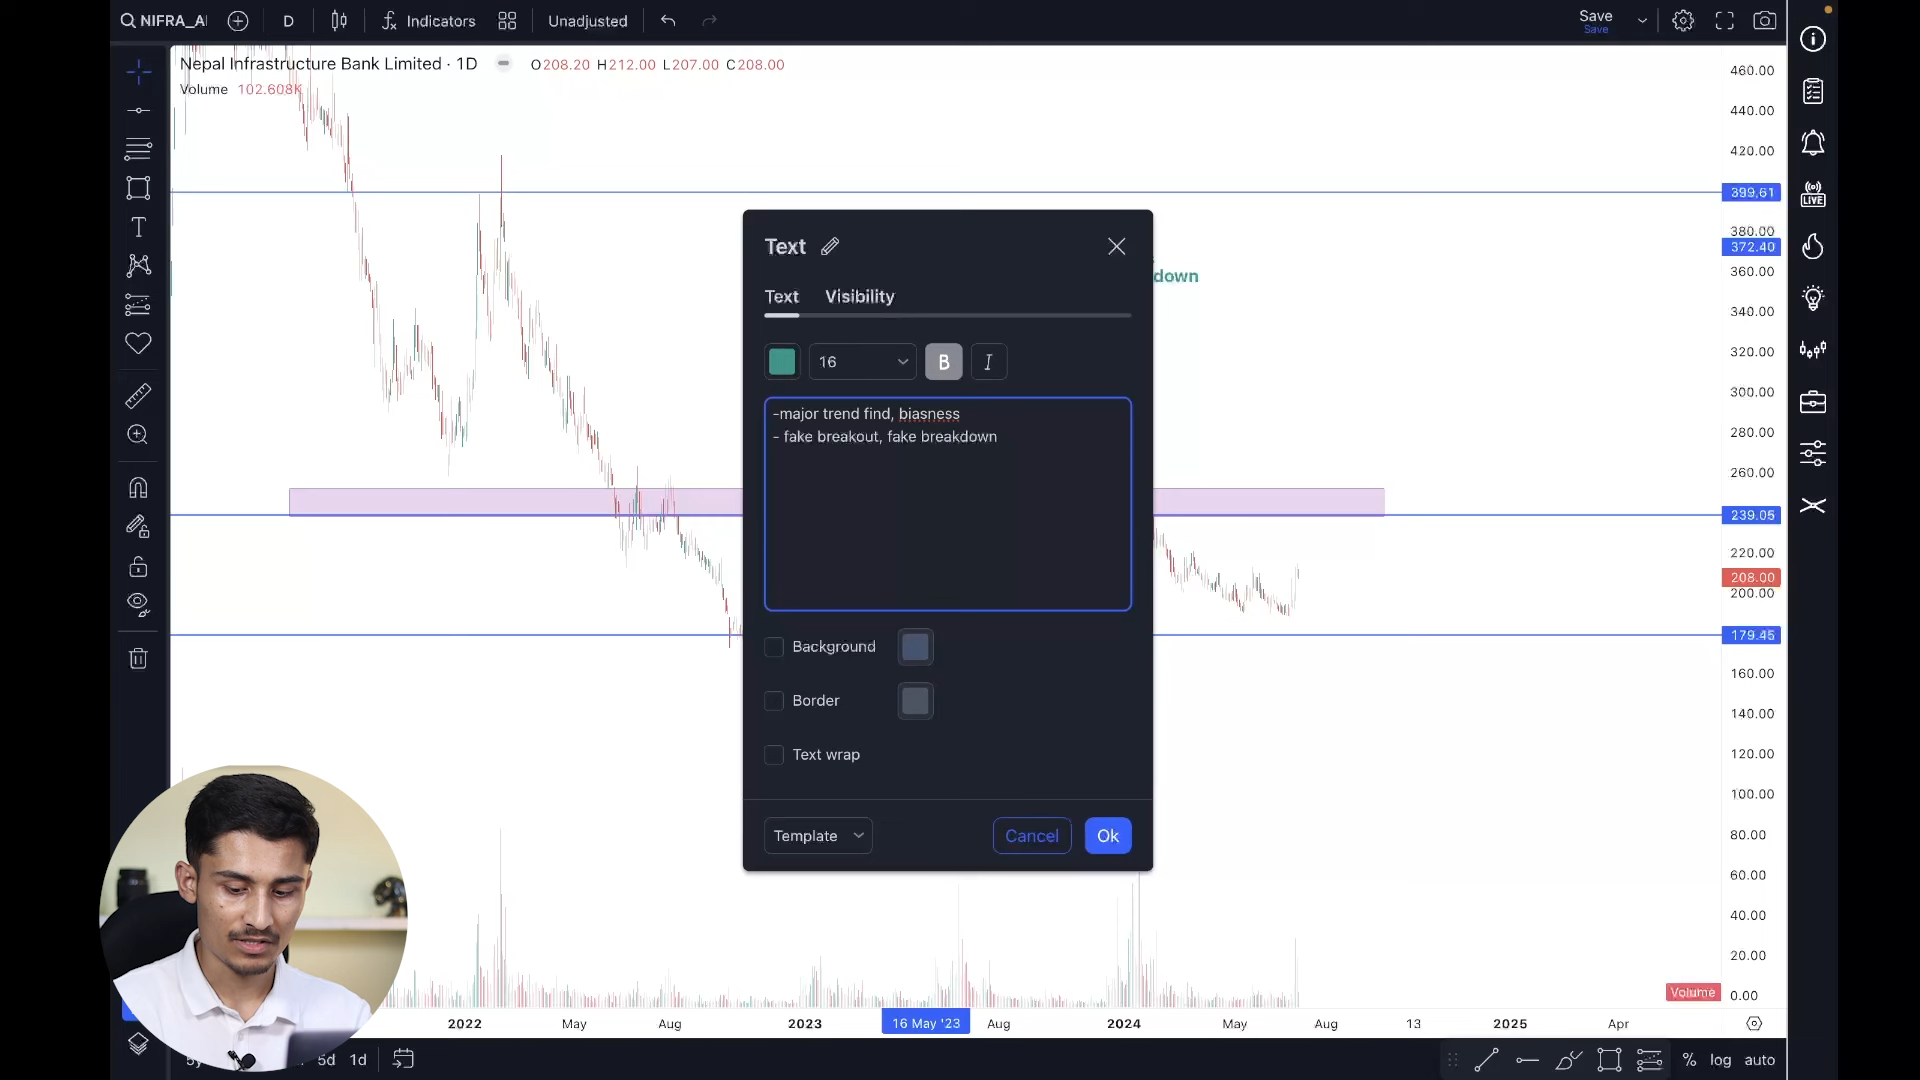 NIFRA_A
D
Indicators
Unadjusted
Save
Save
Nepal Infrastructure Bank Limited · 1D
O208.20 H212.00 L207.00 C208.00
Volume 102.608K
460.00
440.00
420.00
399.61
380.00
372.40
360.00
340.00
320.00
300.00
280.00
260.00
239.05
220.00
208.00
200.00
179.45
160.00
140.00
120.00
100.00
80.00
60.00
40.00
20.00
0.00
LIVE
down
Text
Text
Visibility
16
B
I
-major trend find, biasness
- fake breakout, fake breakdown
Background
Border
Text wrap
Template
Cancel
Ok
Volume
2022
May
Aug
2023
16 May '23
Aug
2024
May
Aug
13
2025
Apr
5d
1d
%
log
auto